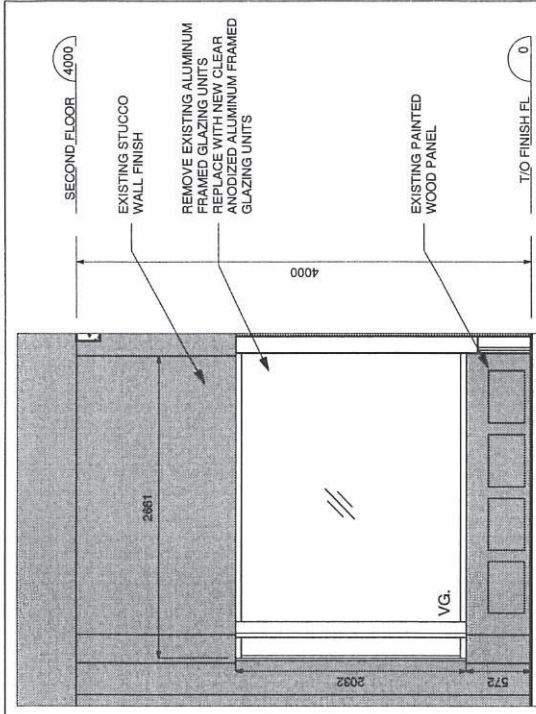 SECOND FLOOR
4000
EXISTING STUCCO
WALL FINISH
REMOVE EXISTING ALUMINUM
FRAMED GLAZING UNITS
REPLACE WITH NEW CLEAR
ANODIZED ALUMINUM FRAMED
GLAZING UNITS
EXISTING PAINTED
WOOD PANEL
T/O FINISH FL
0
4000
2661
2032
572
VG.